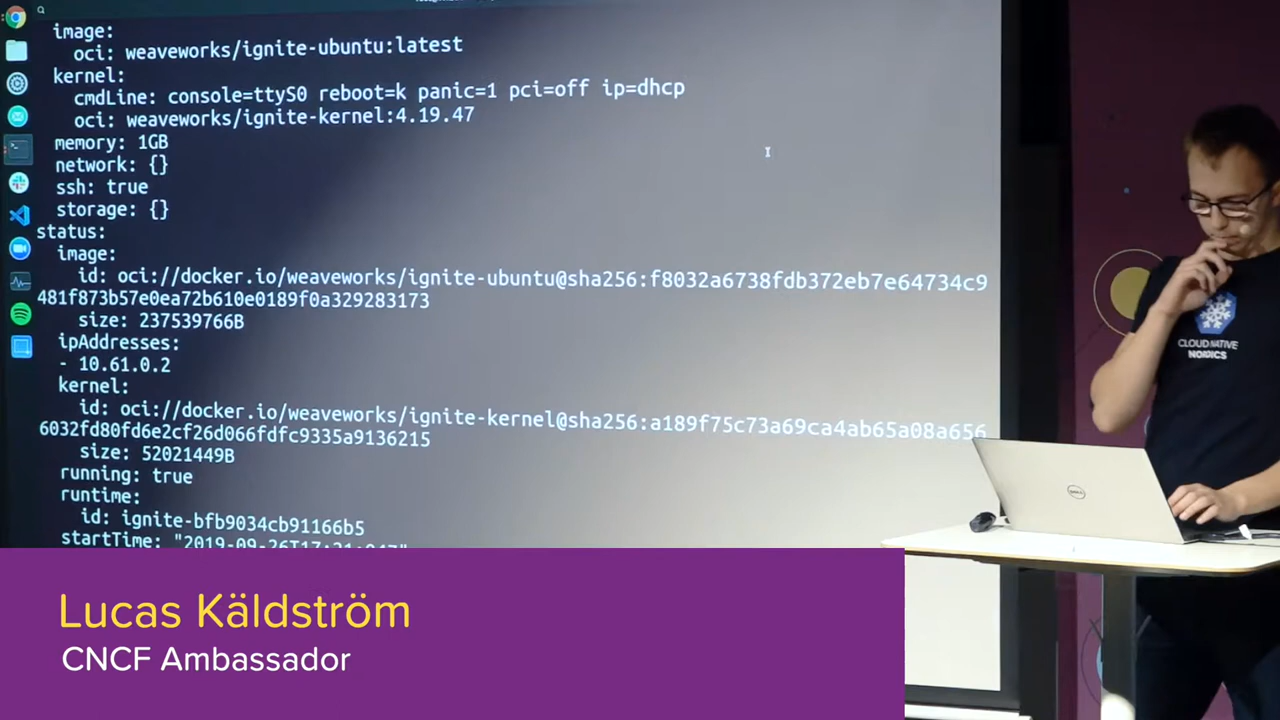 image:
oci: weaveworks/ignite-ubuntu:latest
kernel:
cmdLine: console=ttyS0 reboot=k panic=1 pci=off ip=dhcp
oci: weaveworks/ignite-kernel:4.19.47
memory: 1GB
network: {}
ssh: true
storage: {}
status:
image:
id: oci://docker.io/weaveworks/ignite-ubuntu@sha256:f8032a6738fdb372eb7e64734c9
481f873b57e0ea72b610e0189f0a329283173
size: 237539766B
ipAddresses:
- 10.61.0.2
kernel:
id: oci://docker.io/weaveworks/ignite-kernel@sha256:a189f75c73a69ca4ab65a08a656
6032fd80fd6e2cf26d066fdfc9335a9136215
size: 52021449B
running: true
runtime:
id: ignite-bfb9034cb91166b5
startTime:
CLOUD NATIVE
NORDICS
DELL
Lucas Käldström
CNCF Ambassador